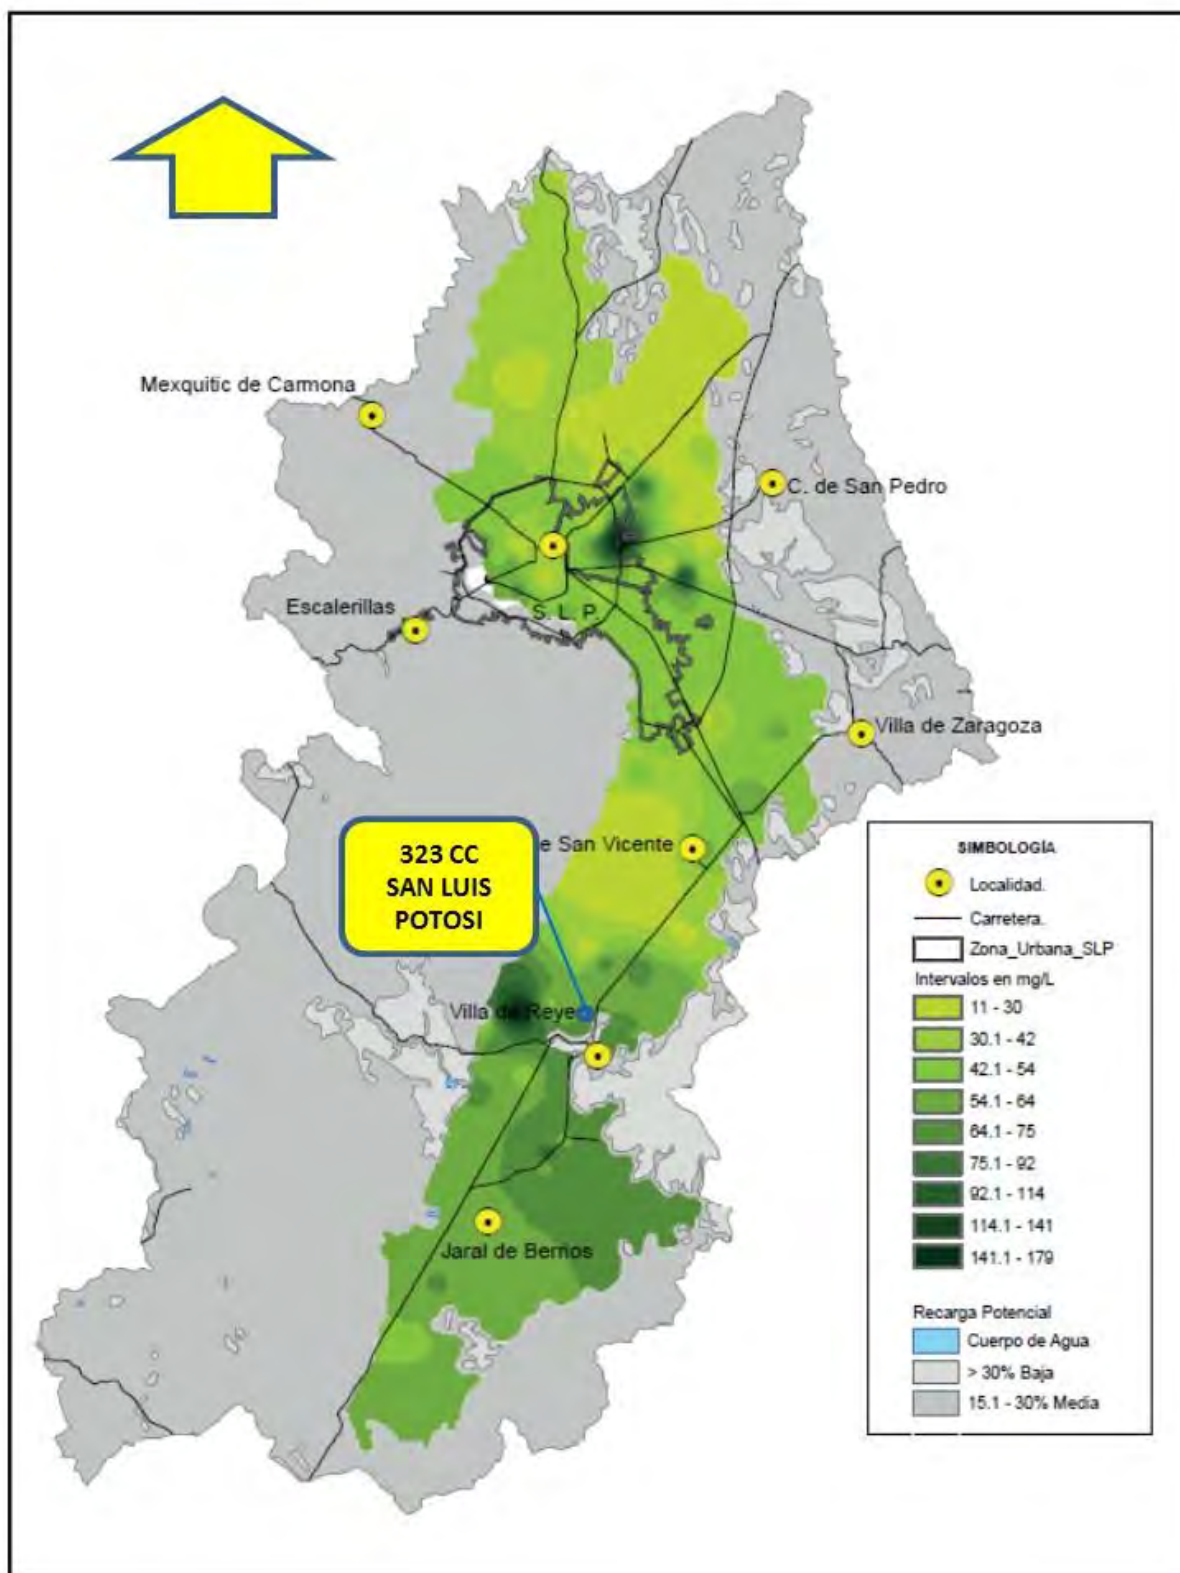 Mexquitic de Carmona
C. de San Pedro
Escalerillas
S. L. P.
Villa de Zaragoza
323 CC
SAN LUIS
POTOSI
e San Vicente
Villa de Reye
Jaral de Berrios
SIMBOLOGÍA
Localidad.
Carretera.
Zona_Urbana_SLP
Intervalos en mg/L
11 - 30
30.1 - 42
42.1 - 54
54.1 - 64
64.1 - 75
75.1 - 92
92.1 - 114
114.1 - 141
141.1 - 179
Recarga Potencial
Cuerpo de Agua
> 30% Baja
15.1 - 30% Media